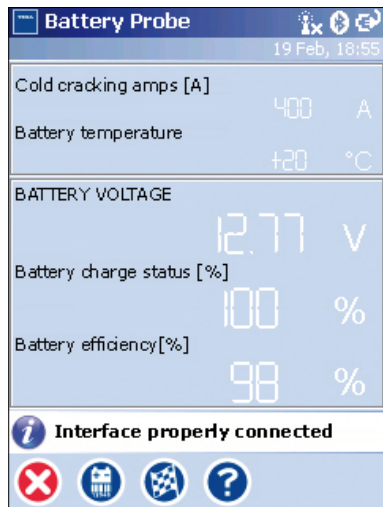 Battery Probe
19 Feb, 18:55
Cold cracking amps [A]
400 A
Battery temperature
+20 °C
BATTERY VOLTAGE
12.77 V
Battery charge status [%]
100 %
Battery efficiency[%]
98 %
i Interface properly connected
?